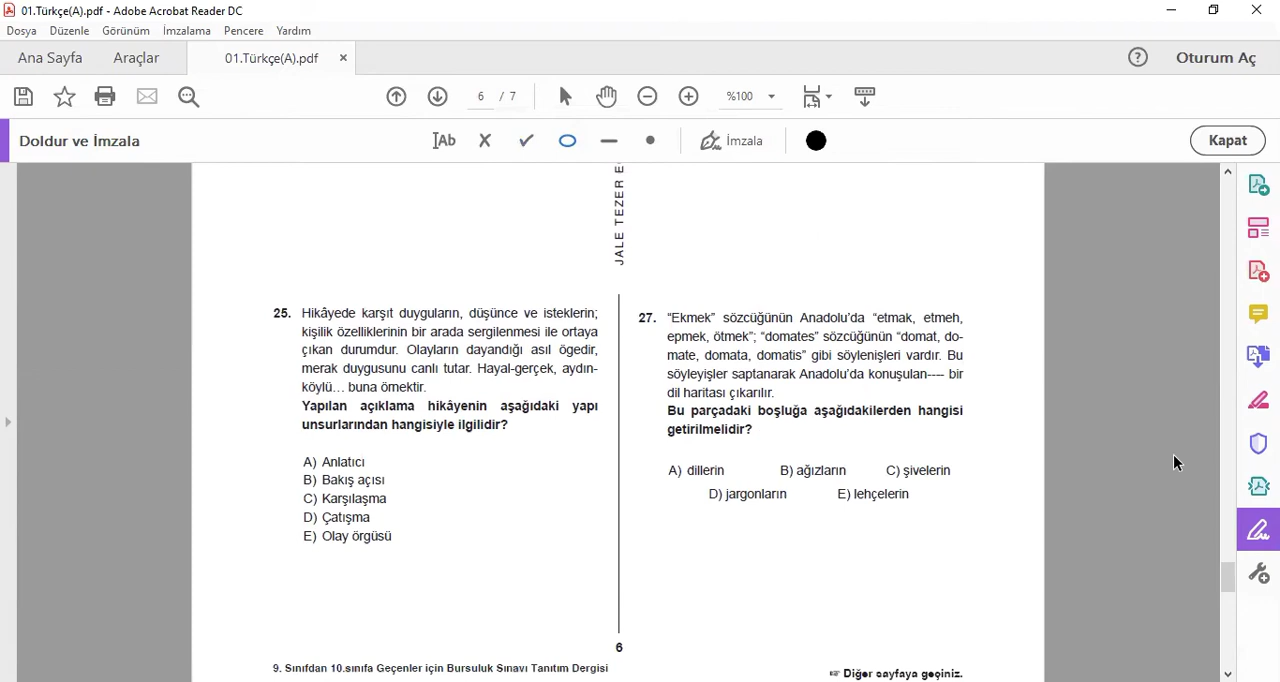 01.Türkçe(A).pdf - Adobe Acrobat Reader DC
Dosya Düzenle Görünüm İmzalama Pencere Yardım
Ana Sayfa Araçlar 01.Türkçe(A).pdf × ? Oturum Aç
6 / 7 %100
Doldur ve İmzala Ab İmzala Kapat
JALE TEZER E
25. Hikâyede karşıt duyguların, düşünce ve isteklerin;
kişilik özelliklerinin bir arada sergilenmesi ile ortaya
çıkan durumdur. Olayların dayandığı asıl ögedir,
merak duygusunu canlı tutar. Hayal-gerçek, aydın-
köylü... buna örnektir.
Yapılan açıklama hikâyenin aşağıdaki yapı
unsurlarından hangisiyle ilgilidir?
A) Anlatıcı
B) Bakış açısı
C) Karşılaşma
D) Çatışma
E) Olay örgüsü
27. “Ekmek” sözcüğünün Anadolu’da “etmak, etmeh,
epmek, ötmek”; “domates” sözcüğünün “domat, do-
mate, domata, domatis” gibi söylenişleri vardır. Bu
söyleyişler saptanarak Anadolu’da konuşulan---- bir
dil haritası çıkarılır.
Bu parçadaki boşluğa aşağıdakilerden hangisi
getirilmelidir?
A) dillerin B) ağızların C) şivelerin
D) jargonların E) lehçelerin
6
9. Sınıfdan 10.sınıfa Geçenler için Bursuluk Sınavı Tanıtım Dergisi
☞ Diğer sayfaya geçiniz.